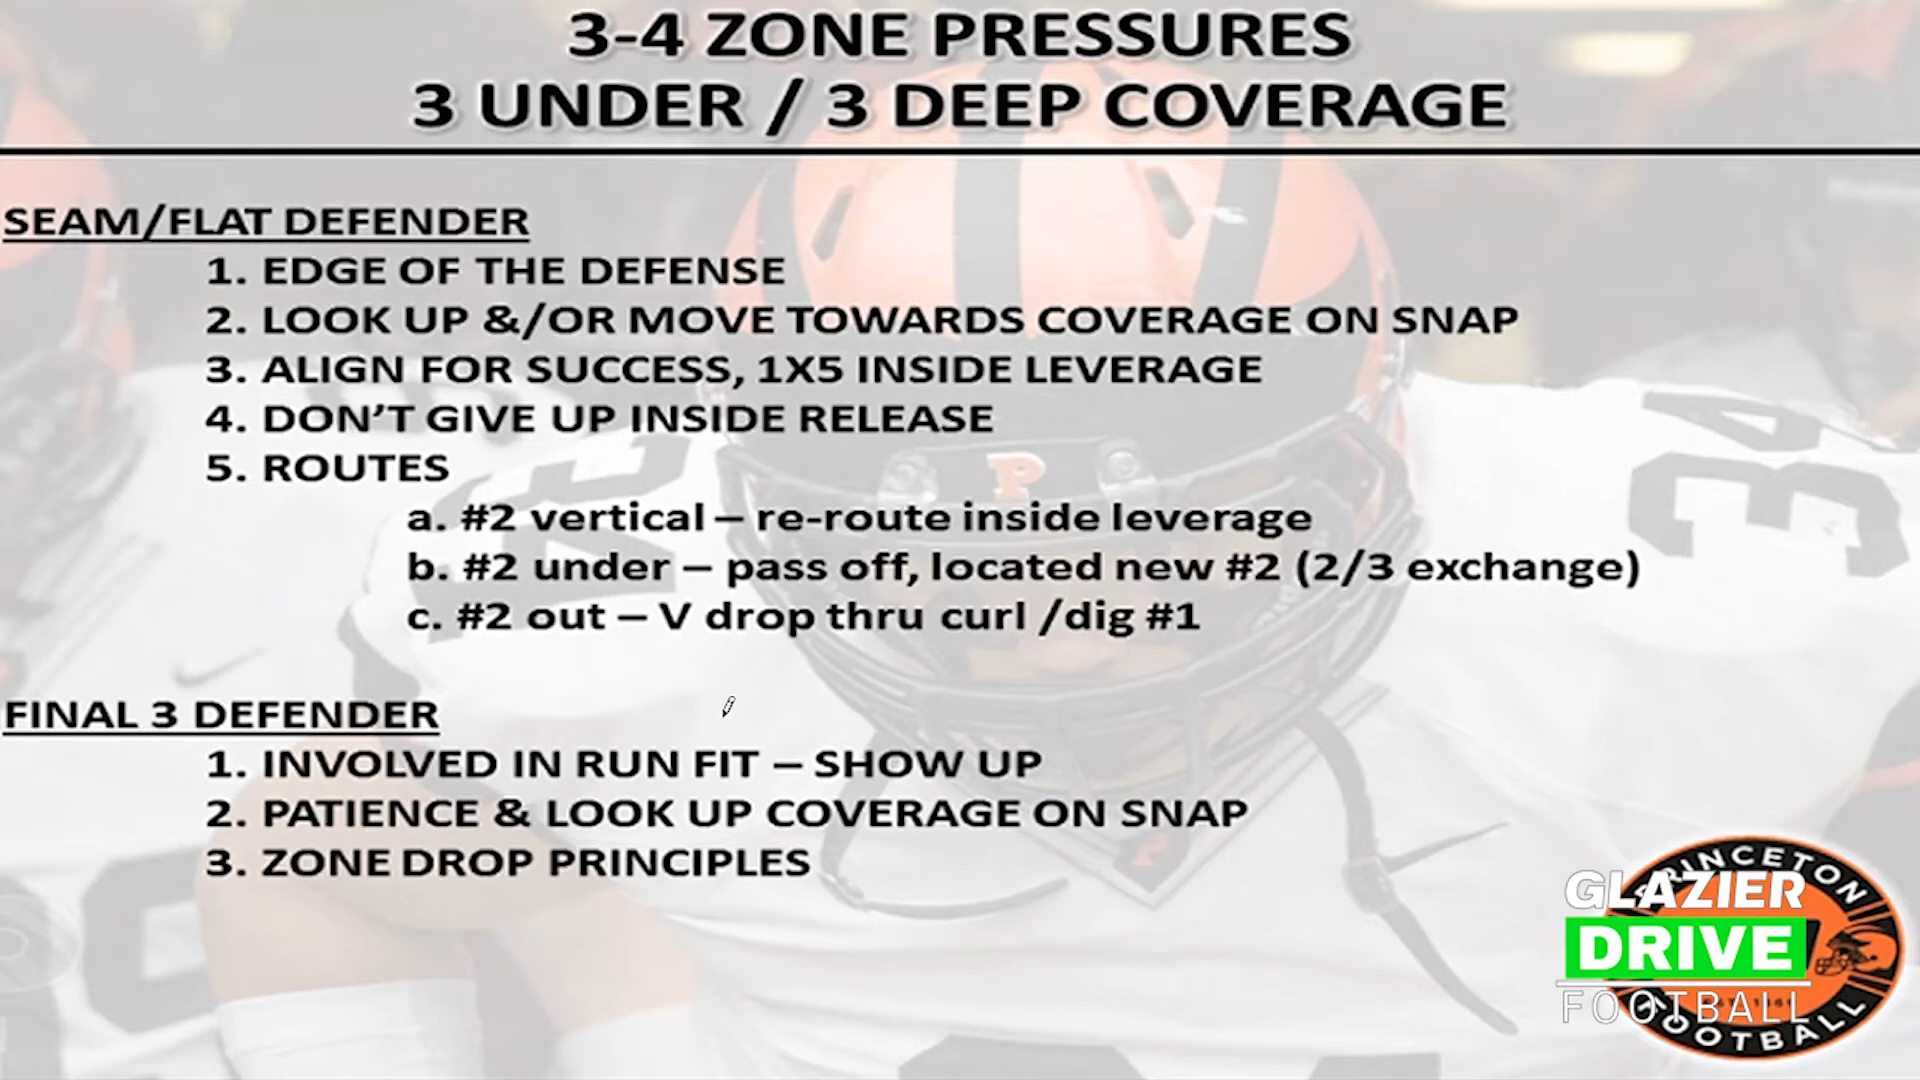 3-4 ZONE PRESSURES
3 UNDER / 3 DEEP COVERAGE
SEAM/FLAT DEFENDER
1. EDGE OF THE DEFENSE
2. LOOK UP &/OR MOVE TOWARDS COVERAGE ON SNAP
3. ALIGN FOR SUCCESS, 1X5 INSIDE LEVERAGE
4. DON’T GIVE UP INSIDE RELEASE
5. ROUTES
a. #2 vertical – re-route inside leverage
b. #2 under – pass off, located new #2 (2/3 exchange)
c. #2 out – V drop thru curl /dig #1
FINAL 3 DEFENDER
1. INVOLVED IN RUN FIT – SHOW UP
2. PATIENCE & LOOK UP COVERAGE ON SNAP
3. ZONE DROP PRINCIPLES
P
34
PRINCETON
GLAZIER
DRIVE
FOOTBALL
FOOTBALL